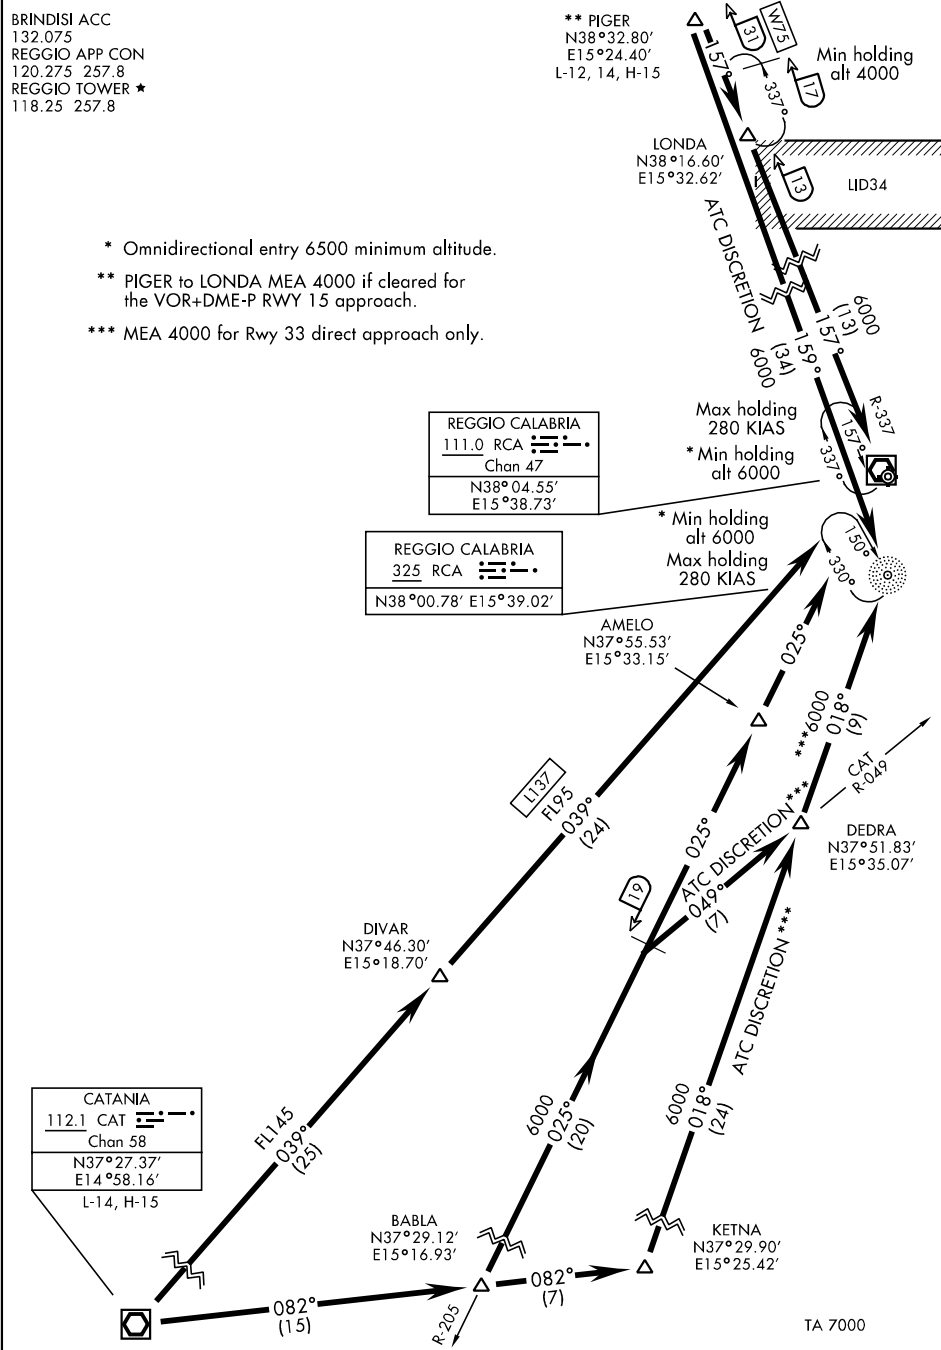 BRINDISI ACC
132.075
REGGIO APP CON
120.275 257.8
REGGIO TOWER ★
118.25 257.8
** PIGER
N38°32.80′
E15°24.40′
L-12, 14, H-15
157°
31
W75
Min holding
alt 4000
337°
17
LONDA
N38°16.60′
E15°32.62′
13
LID34
ATC DISCRETION
* Omnidirectional entry 6500 minimum altitude.
** PIGER to LONDA MEA 4000 if cleared for
the VOR+DME-P RWY 15 approach.
*** MEA 4000 for Rwy 33 direct approach only.
6000
(13)
157°
6000
(34)
159°
R-337
REGGIO CALABRIA
111.0 RCA
Chan 47
N38°04.55′
E15°38.73′
Max holding
280 KIAS
* Min holding
alt 6000
157°
337°
REGGIO CALABRIA
325 RCA
N38°00.78′ E15°39.02′
* Min holding
alt 6000
Max holding
280 KIAS
150°
330°
AMELO
N37°55.53′
E15°33.15′
025°
***6000
018°
(9)
CAT
R-049
L137
FL95
039°
(24)
025°
ATC DISCRETION ***
049°
(7)
DEDRA
N37°51.83′
E15°35.07′
19
DIVAR
N37°46.30′
E15°18.70′
ATC DISCRETION ***
6000
018°
(24)
6000
025°
(20)
FL145
039°
(25)
CATANIA
112.1 CAT
Chan 58
N37°27.37′
E14°58.16′
L-14, H-15
BABLA
N37°29.12′
E15°16.93′
KETNA
N37°29.90′
E15°25.42′
082°
(15)
082°
(7)
R-205
TA 7000